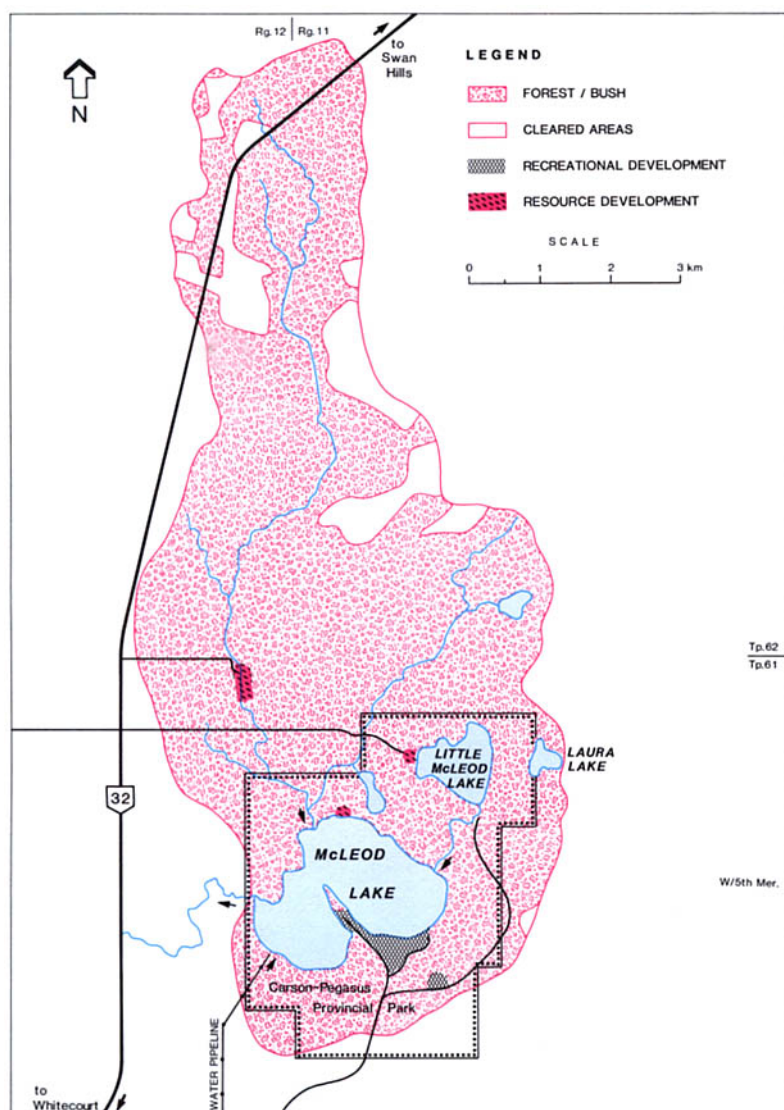 Rg. 12 Rg. 11
to
Swan
Hills
N
LEGEND
FOREST / BUSH
CLEARED AREAS
RECREATIONAL DEVELOPMENT
RESOURCE DEVELOPMENT
SCALE
0 1 2 3 km
Tp. 62
Tp. 61
LITTLE
McLEOD
LAKE
LAURA
LAKE
32
McLEOD
LAKE
W/5th Mer.
Carson-Pegasus
Provincial Park
WATER PIPELINE
to
Whitecourt